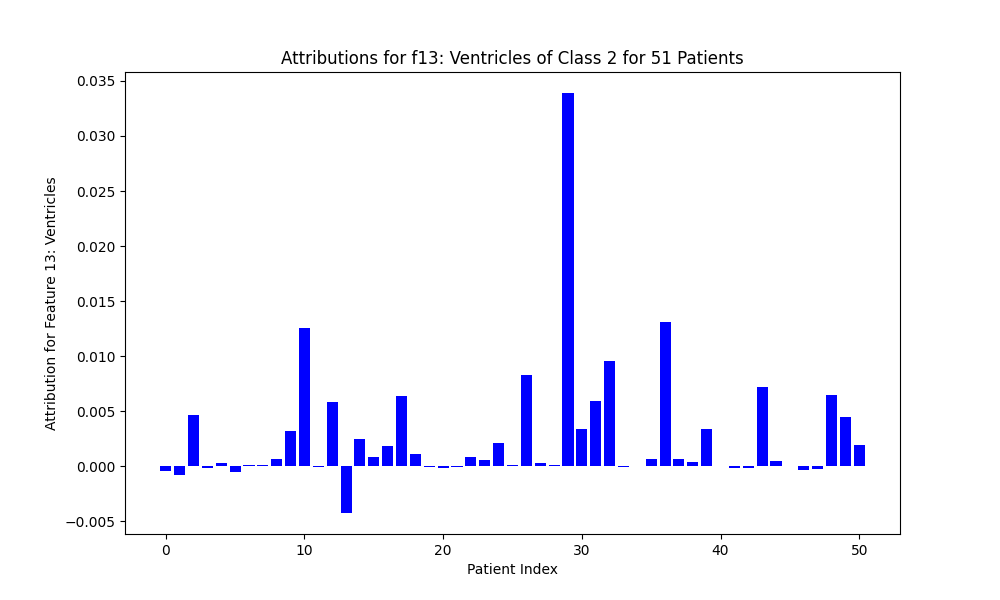 Attributions for f13: Ventricles of Class 2 for 51 Patients
Attribution for Feature 13: Ventricles
0.035
0.030
0.025
0.020
0.015
0.010
0.005
0.000
−0.005
0 10 20 30 40 50
Patient Index